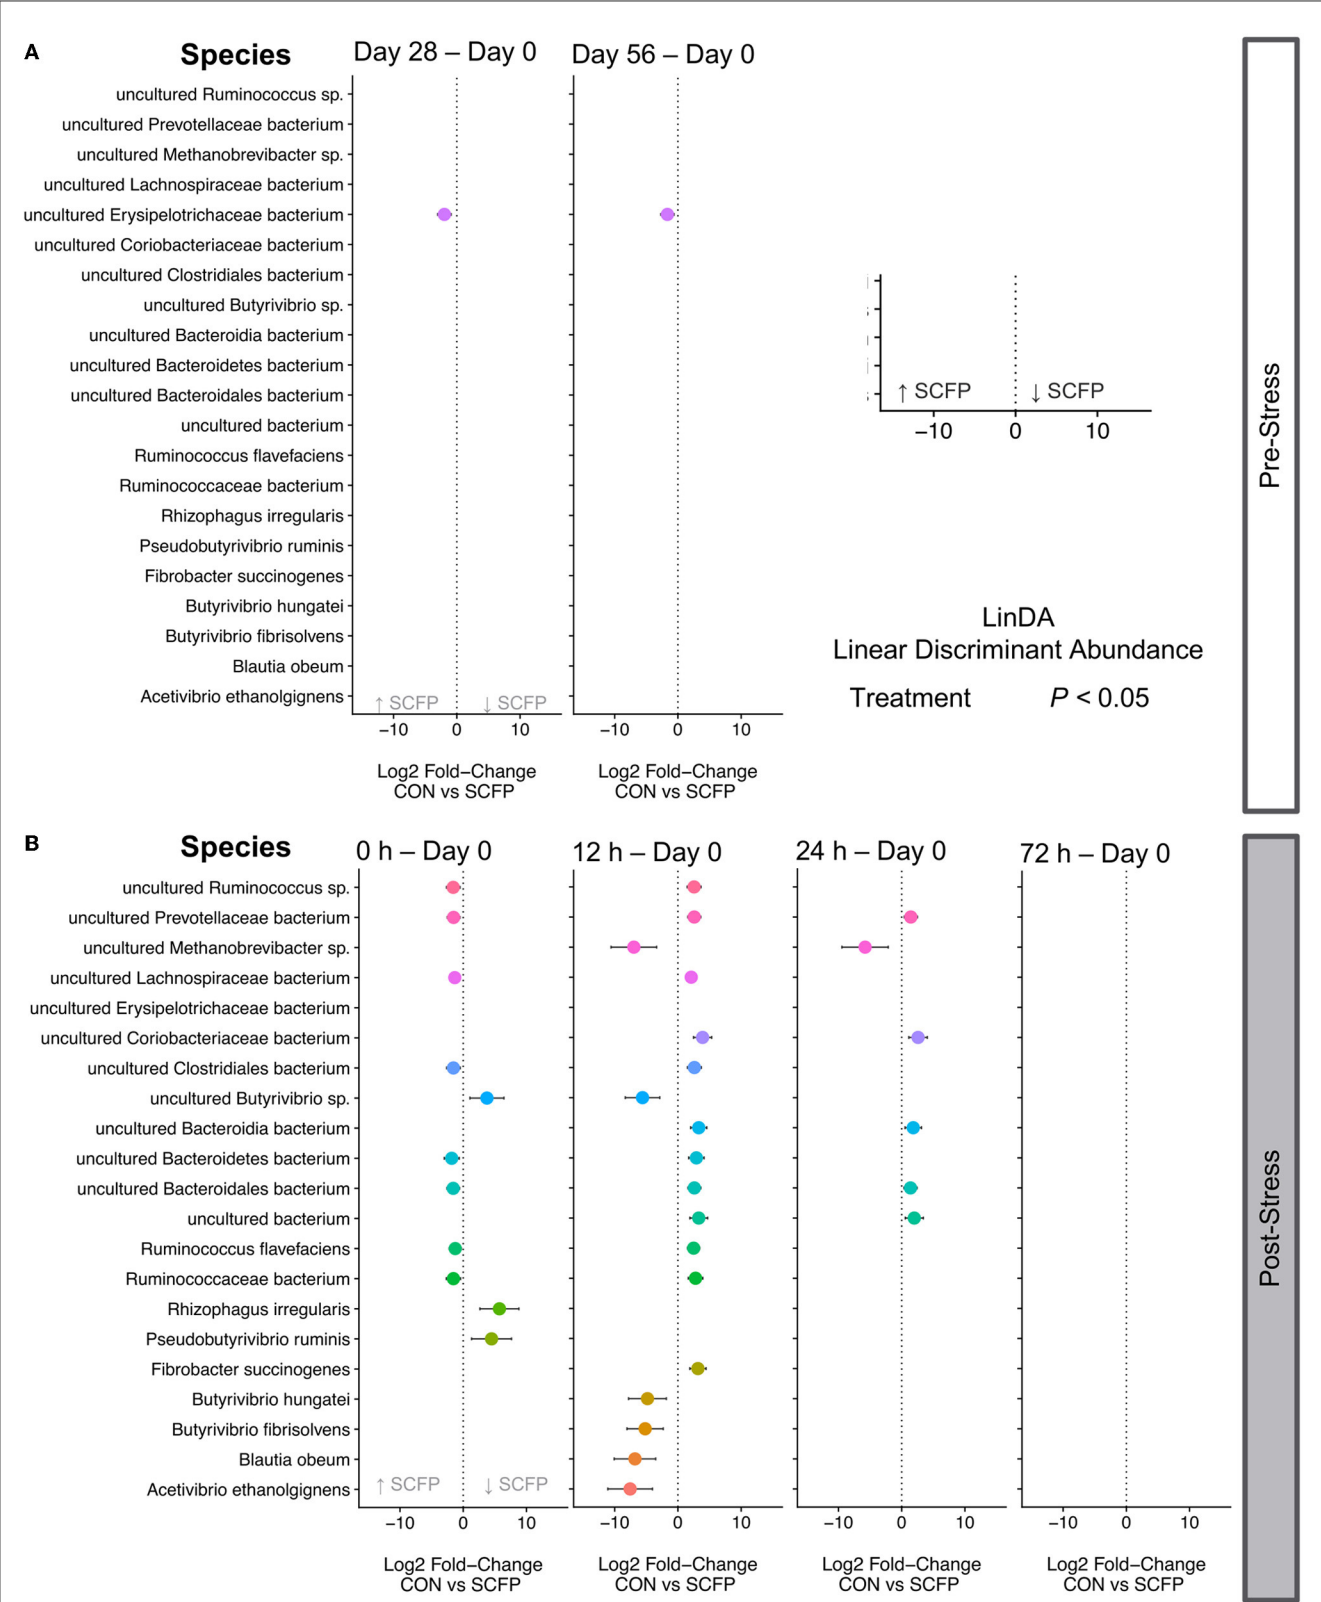 A
Species
Day 28 – Day 0
Day 56 – Day 0
uncultured Ruminococcus sp.
uncultured Prevotellaceae bacterium
uncultured Methanobrevibacter sp.
uncultured Lachnospiraceae bacterium
uncultured Erysipelotrichaceae bacterium
uncultured Coriobacteriaceae bacterium
uncultured Clostridiales bacterium
uncultured Butyrivibrio sp.
uncultured Bacteroidia bacterium
uncultured Bacteroidetes bacterium
uncultured Bacteroidales bacterium
uncultured bacterium
Ruminococcus flavefaciens
Ruminococcaceae bacterium
Rhizophagus irregularis
Pseudobutyrivibrio ruminis
Fibrobacter succinogenes
Butyrivibrio hungatei
Butyrivibrio fibrisolvens
Blautia obeum
Acetivibrio ethanolgignens
↑ SCFP
↓ SCFP
−10 0 10
−10 0 10
Log2 Fold−Change
CON vs SCFP
Log2 Fold−Change
CON vs SCFP
↑ SCFP
↓ SCFP
−10 0 10
LinDA
Linear Discriminant Abundance
Treatment P < 0.05
Pre-Stress
B
Species
0 h – Day 0
12 h – Day 0
24 h – Day 0
72 h – Day 0
uncultured Ruminococcus sp.
uncultured Prevotellaceae bacterium
uncultured Methanobrevibacter sp.
uncultured Lachnospiraceae bacterium
uncultured Erysipelotrichaceae bacterium
uncultured Coriobacteriaceae bacterium
uncultured Clostridiales bacterium
uncultured Butyrivibrio sp.
uncultured Bacteroidia bacterium
uncultured Bacteroidetes bacterium
uncultured Bacteroidales bacterium
uncultured bacterium
Ruminococcus flavefaciens
Ruminococcaceae bacterium
Rhizophagus irregularis
Pseudobutyrivibrio ruminis
Fibrobacter succinogenes
Butyrivibrio hungatei
Butyrivibrio fibrisolvens
Blautia obeum
Acetivibrio ethanolgignens
↑ SCFP
↓ SCFP
−10 0 10
−10 0 10
−10 0 10
−10 0 10
Log2 Fold−Change
CON vs SCFP
Log2 Fold−Change
CON vs SCFP
Log2 Fold−Change
CON vs SCFP
Log2 Fold−Change
CON vs SCFP
Post-Stress